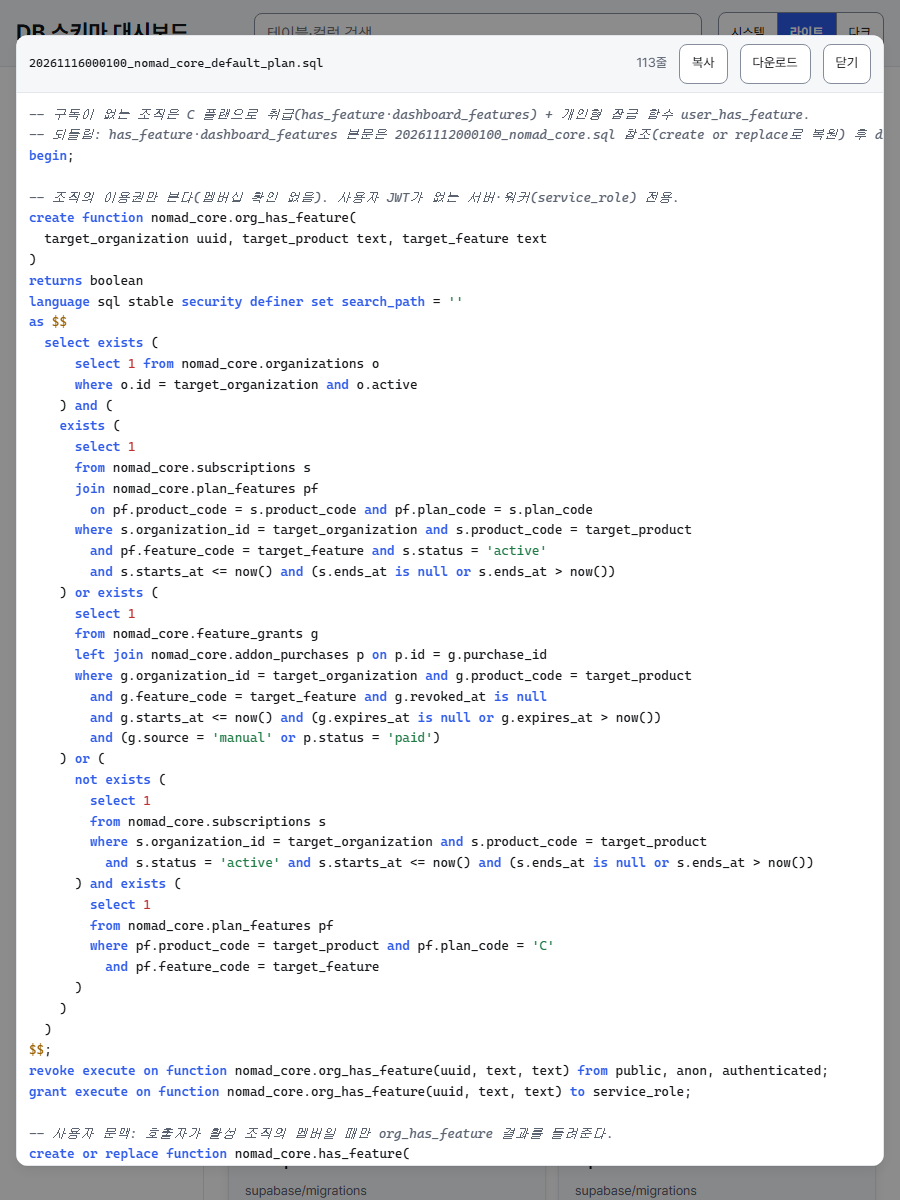 DB 스키마 대시보드
테이블·컬럼 검색
시스템 라이트 다크
20261116000100_nomad_core_default_plan.sql
113줄 복사 다운로드 닫기
-- 구독이 없는 조직은 C 플랜으로 취급(has_feature·dashboard_features) + 개인형 잠금 함수 user_has_feature.
-- 되돌림: has_feature·dashboard_features 본문은 20261112000100_nomad_core.sql 참조(create or replace로 복원) 후 d
begin;
-- 조직의 이용권만 본다(멤버십 확인 없음). 사용자 JWT가 없는 서버·워커(service_role) 전용.
create function nomad_core.org_has_feature(
target_organization uuid, target_product text, target_feature text
)
returns boolean
language sql stable security definer set search_path = ''
as $$
select exists (
select 1 from nomad_core.organizations o
where o.id = target_organization and o.active
) and (
exists (
select 1
from nomad_core.subscriptions s
join nomad_core.plan_features pf
on pf.product_code = s.product_code and pf.plan_code = s.plan_code
where s.organization_id = target_organization and s.product_code = target_product
and pf.feature_code = target_feature and s.status = 'active'
and s.starts_at <= now() and (s.ends_at is null or s.ends_at > now())
) or exists (
select 1
from nomad_core.feature_grants g
left join nomad_core.addon_purchases p on p.id = g.purchase_id
where g.organization_id = target_organization and g.product_code = target_product
and g.feature_code = target_feature and g.revoked_at is null
and g.starts_at <= now() and (g.expires_at is null or g.expires_at > now())
and (g.source = 'manual' or p.status = 'paid')
) or (
not exists (
select 1
from nomad_core.subscriptions s
where s.organization_id = target_organization and s.product_code = target_product
and s.status = 'active' and s.starts_at <= now() and (s.ends_at is null or s.ends_at > now())
) and exists (
select 1
from nomad_core.plan_features pf
where pf.product_code = target_product and pf.plan_code = 'C'
and pf.feature_code = target_feature
)
)
)
$$;
revoke execute on function nomad_core.org_has_feature(uuid, text, text) from public, anon, authenticated;
grant execute on function nomad_core.org_has_feature(uuid, text, text) to service_role;
-- 사용자 문맥: 호출자가 활성 조직의 멤버일 때만 org_has_feature 결과를 돌려준다.
create or replace function nomad_core.has_feature(
supabase/migrations supabase/migrations